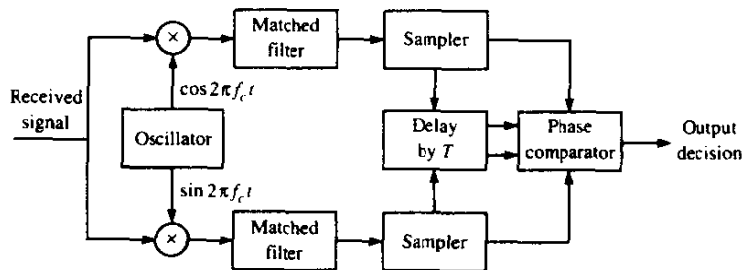 ×
Matched
filter
Sampler
cos 2πf_c t
Received
signal
Oscillator
Delay
by T
Phase
comparator
Output
decision
sin 2πf_c t
×
Matched
filter
Sampler